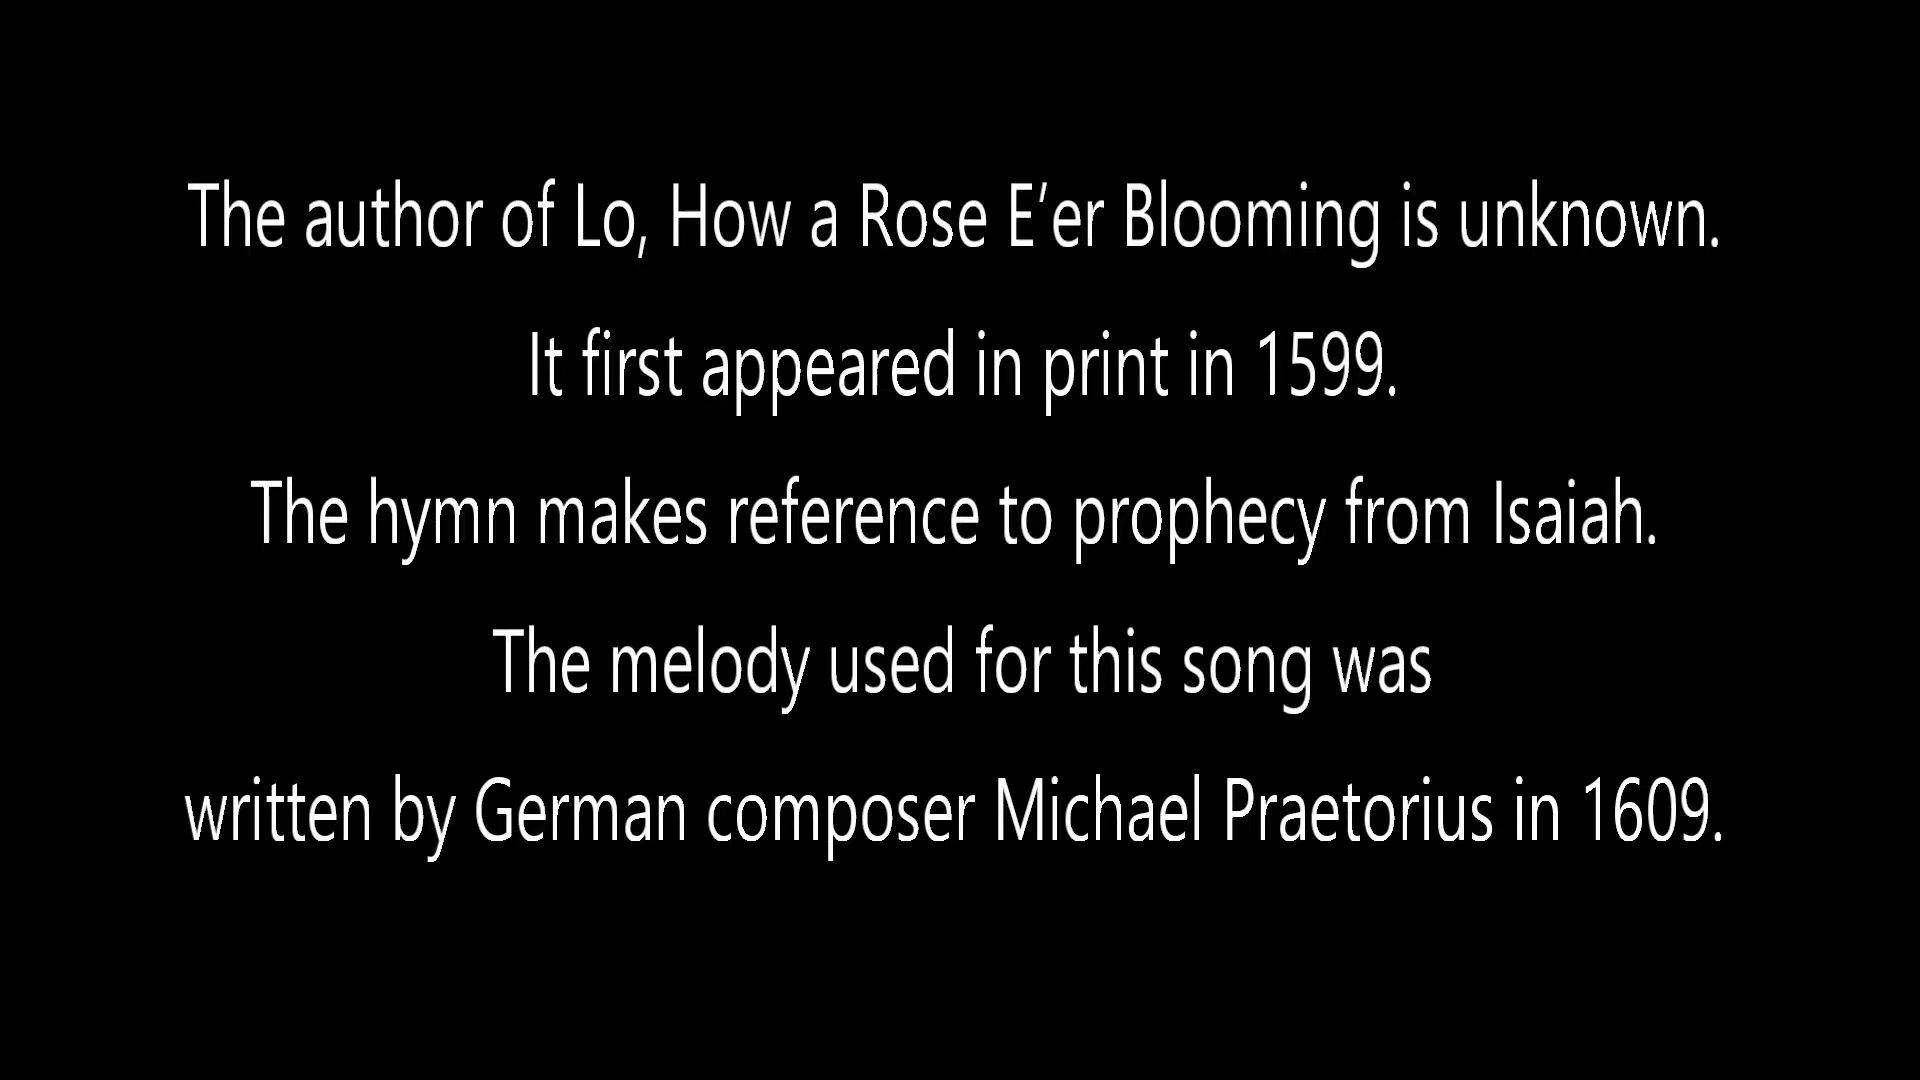 The author of Lo, How a Rose E’er Blooming is unknown.
It first appeared in print in 1599.
The hymn makes reference to prophecy from Isaiah.
The melody used for this song was
written by German composer Michael Praetorius in 1609.